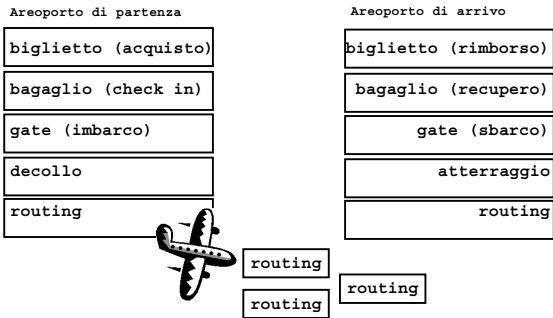 Areoporto di partenza
biglietto (acquisto)
bagaglio (check in)
gate (imbarco)
decollo
routing
Areoporto di arrivo
biglietto (rimborso)
bagaglio (recupero)
gate (sbarco)
atterraggio
routing
routing
routing
routing